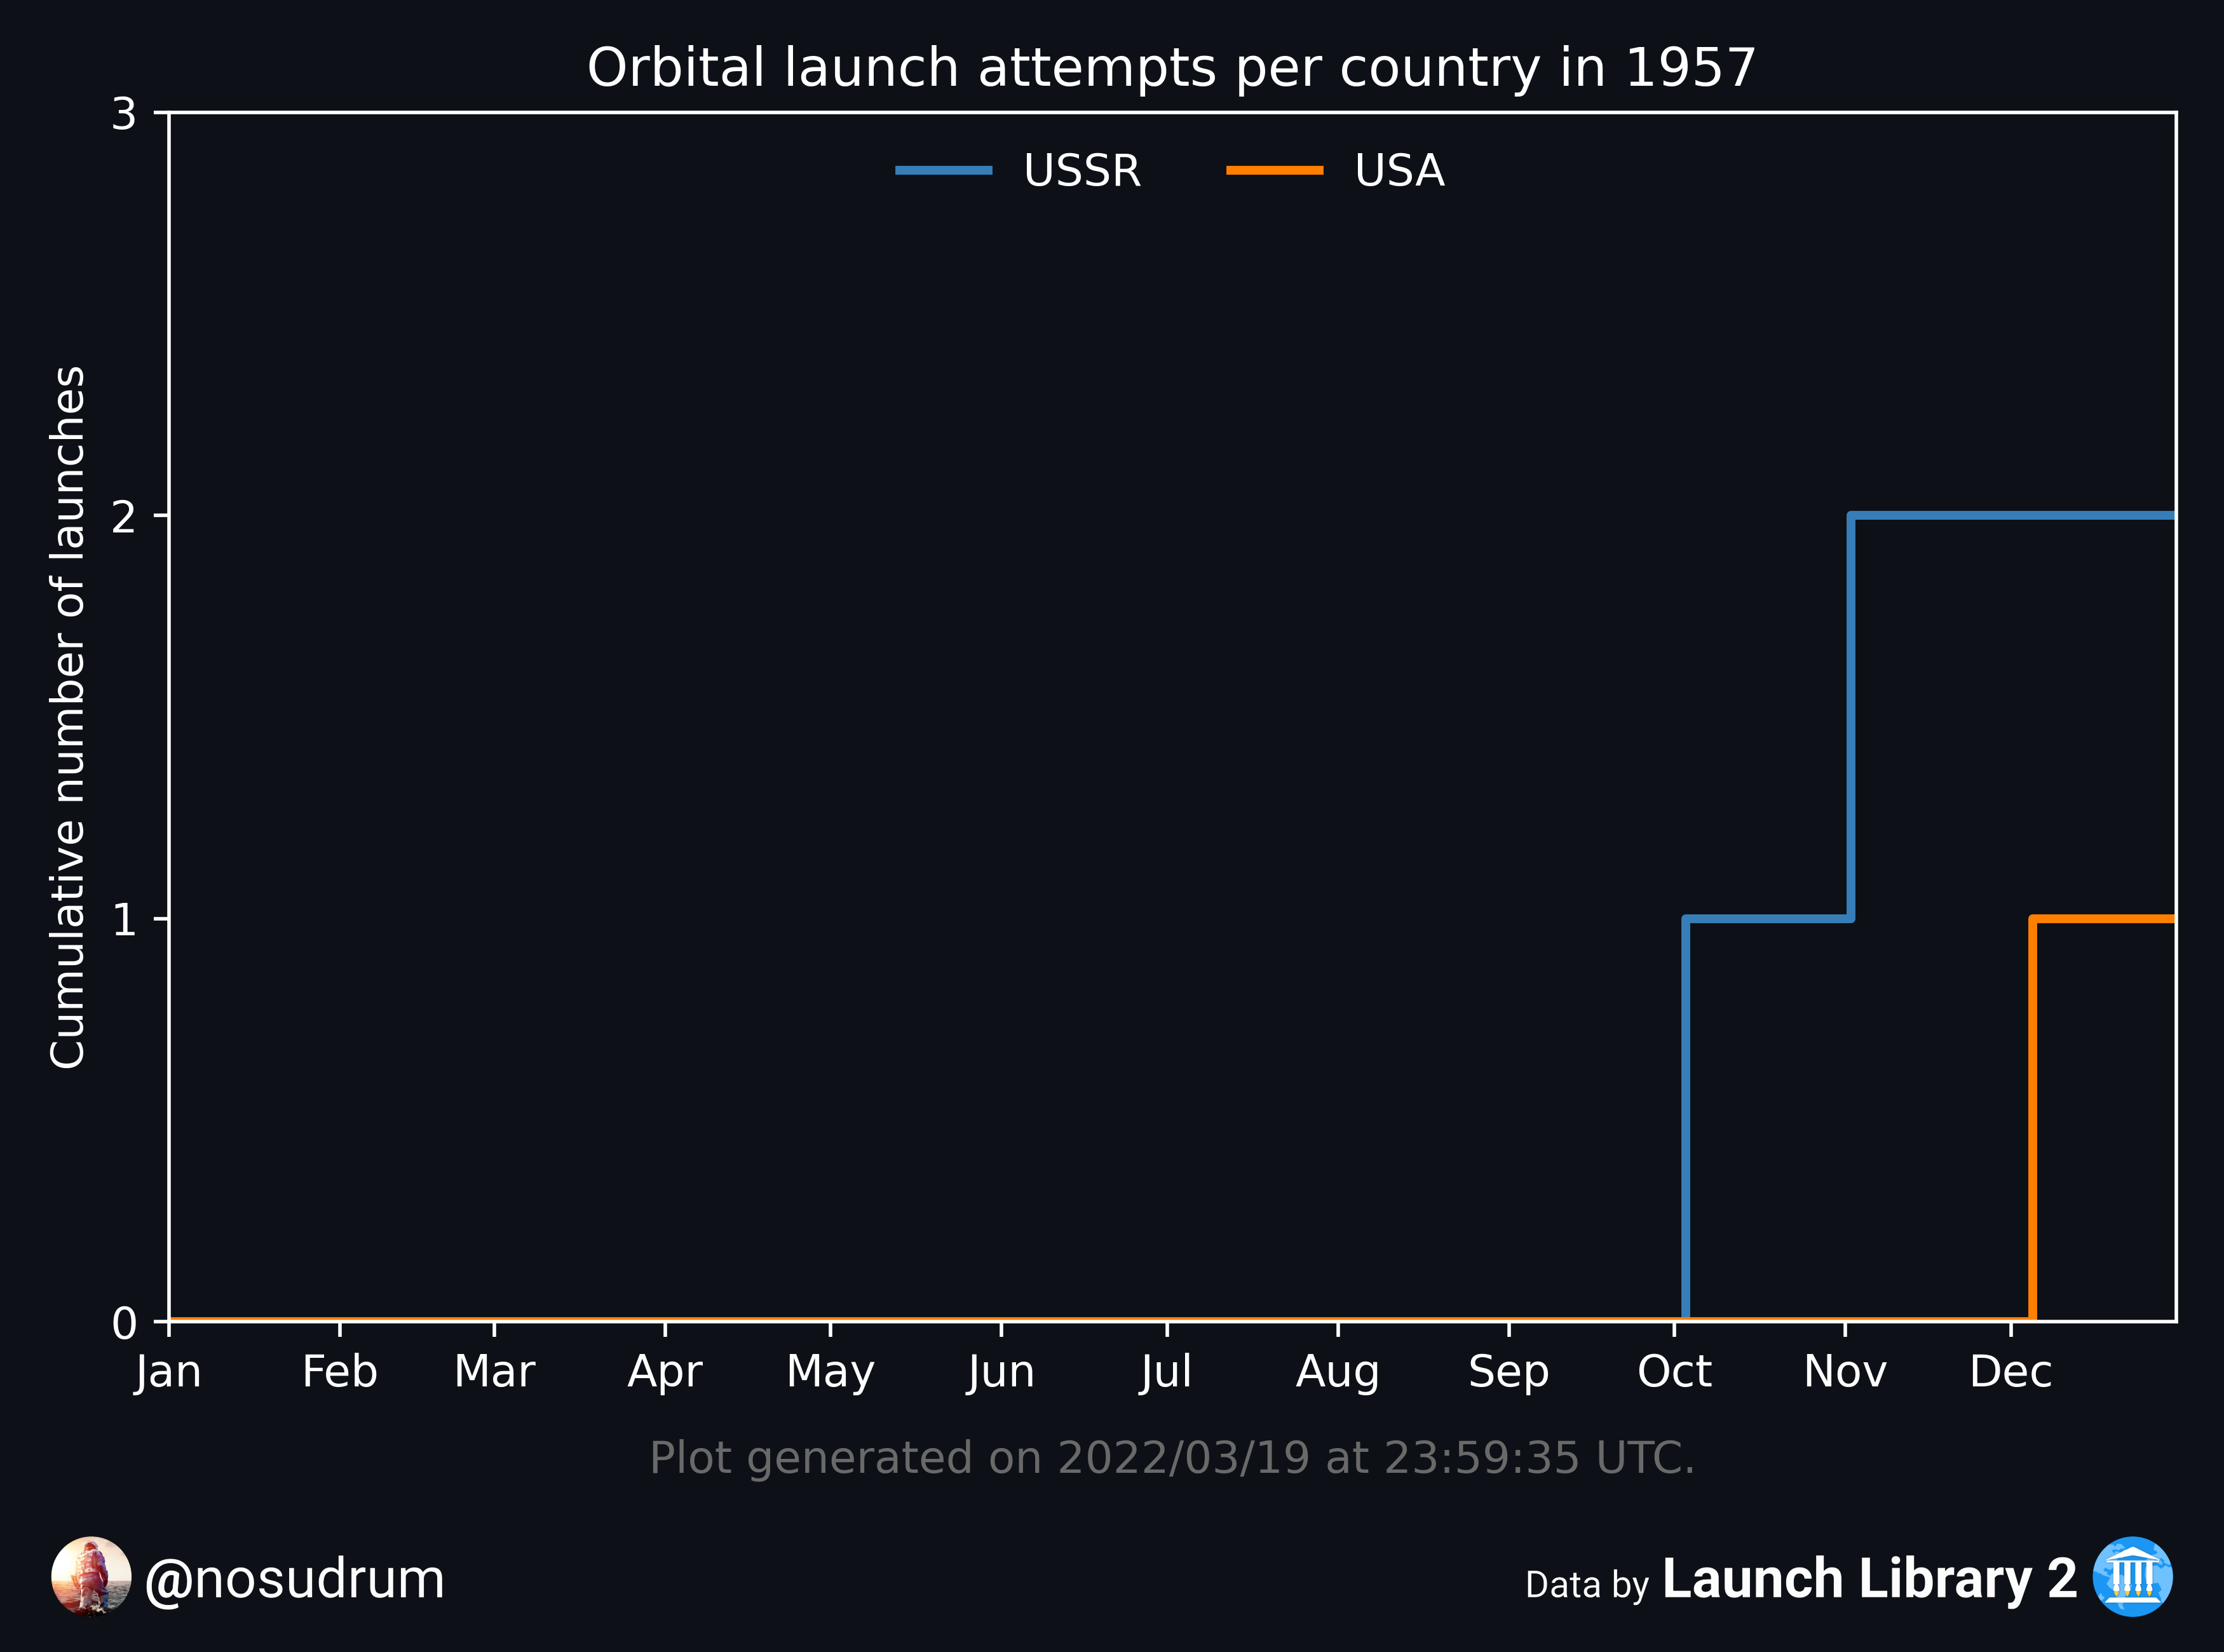 Orbital launch attempts per country in 1957
USSR USA
Cumulative number of launches
3
2
1
0
Jan Feb Mar Apr May Jun Jul Aug Sep Oct Nov Dec
Plot generated on 2022/03/19 at 23:59:35 UTC.
@nosudrum
Data by Launch Library 2